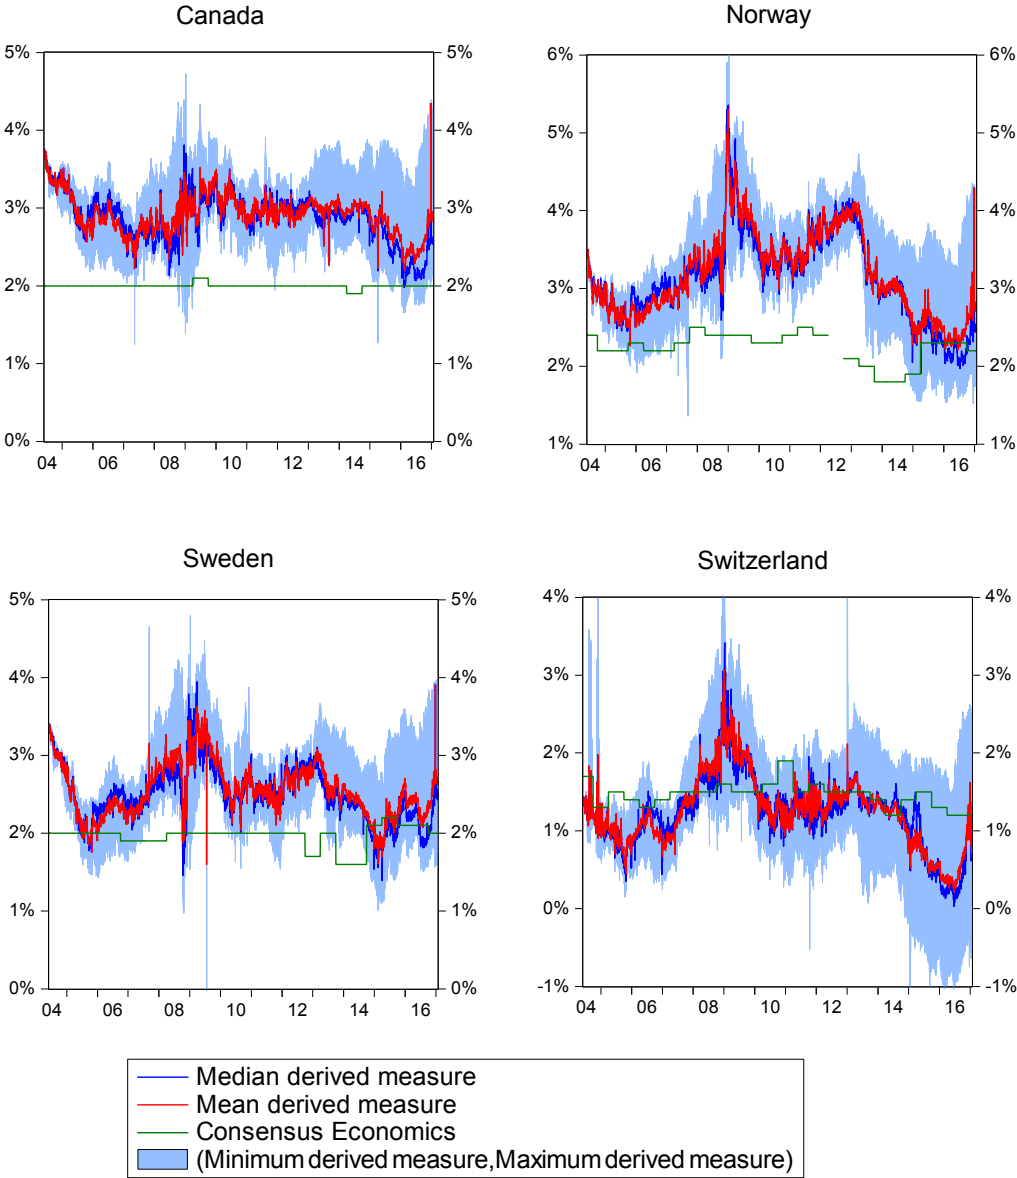 Canada
5% 5%
4% 4%
3% 3%
2% 2%
1% 1%
0% 0%
04 06 08 10 12 14 16
Norway
6% 6%
5% 5%
4% 4%
3% 3%
2% 2%
1% 1%
04 06 08 10 12 14 16
Sweden
5% 5%
4% 4%
3% 3%
2% 2%
1% 1%
0% 0%
04 06 08 10 12 14 16
Switzerland
4% 4%
3% 3%
2% 2%
1% 1%
0% 0%
-1% -1%
04 06 08 10 12 14 16
Median derived measure
Mean derived measure
Consensus Economics
(Minimum derived measure,Maximum derived measure)